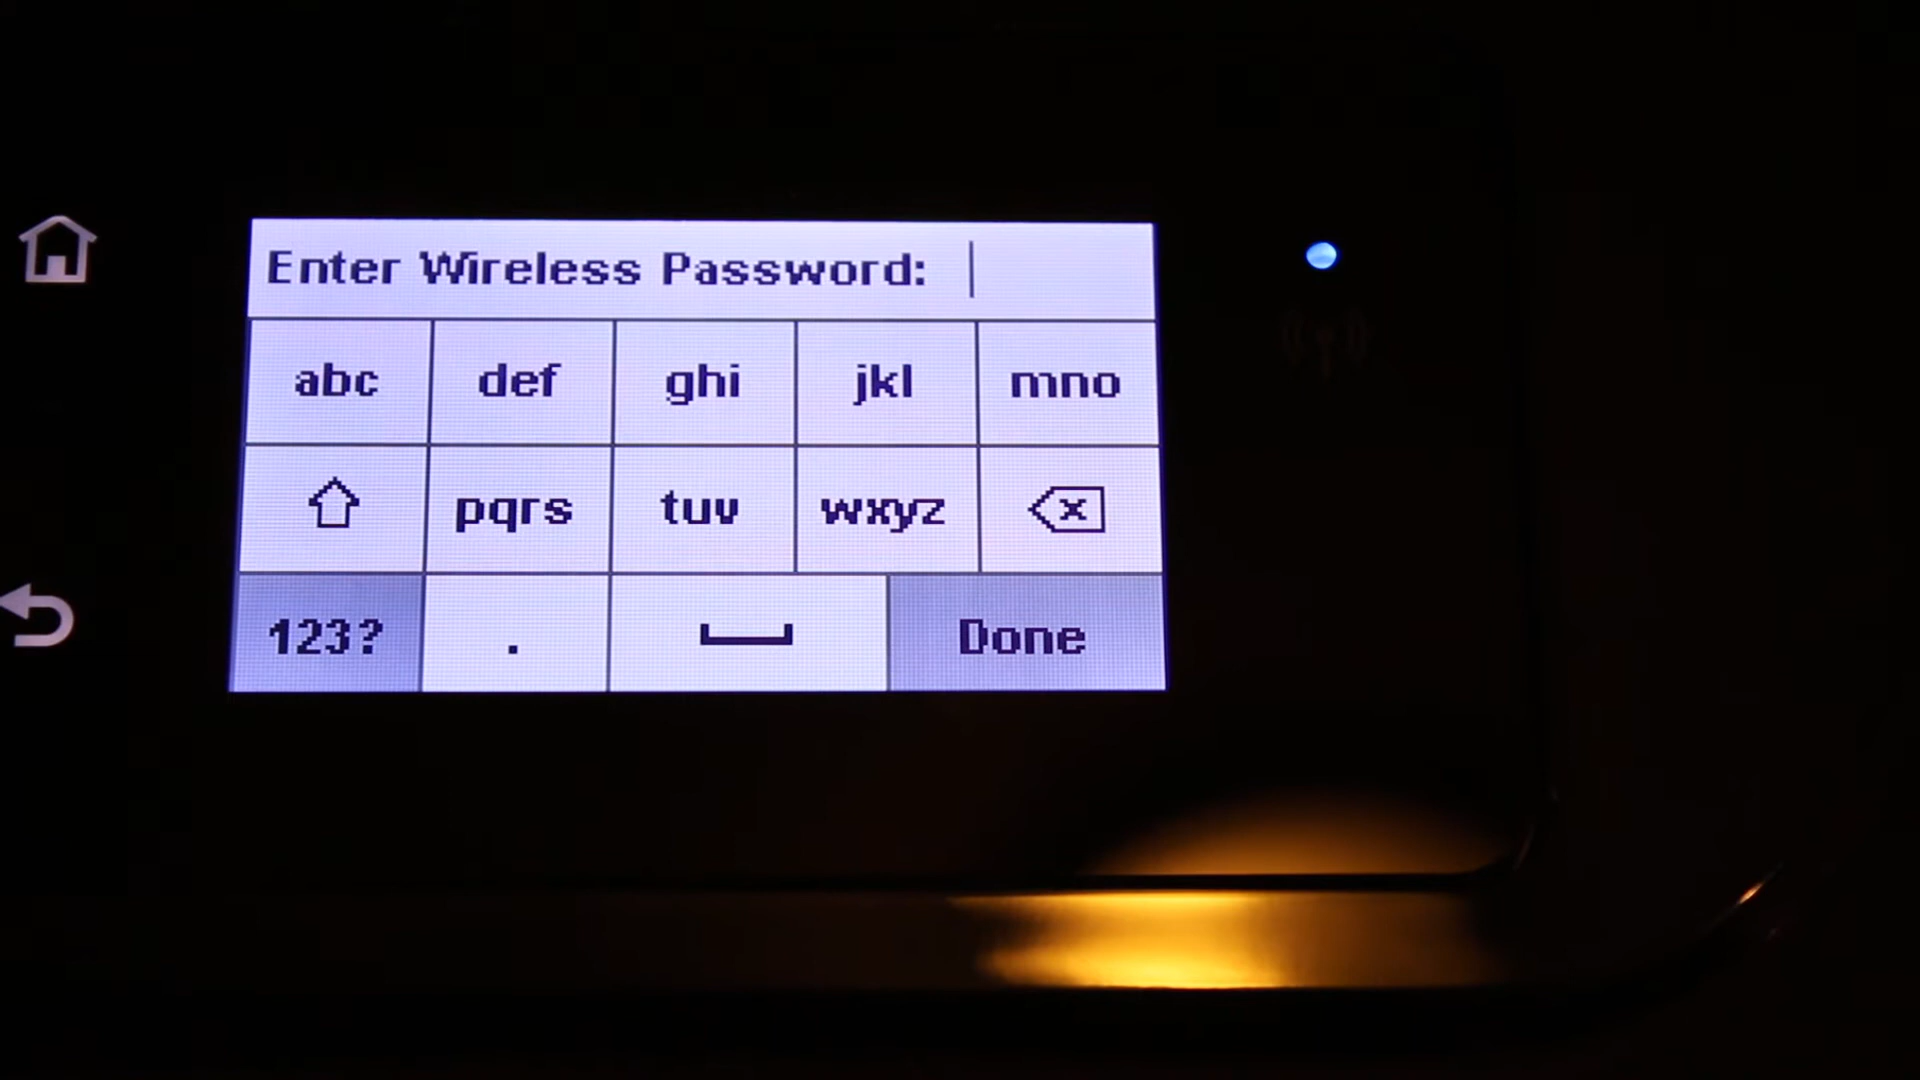 Enter Wireless Password:
abc def ghi jkl mno
pqrs tuv wxyz
123? . Done